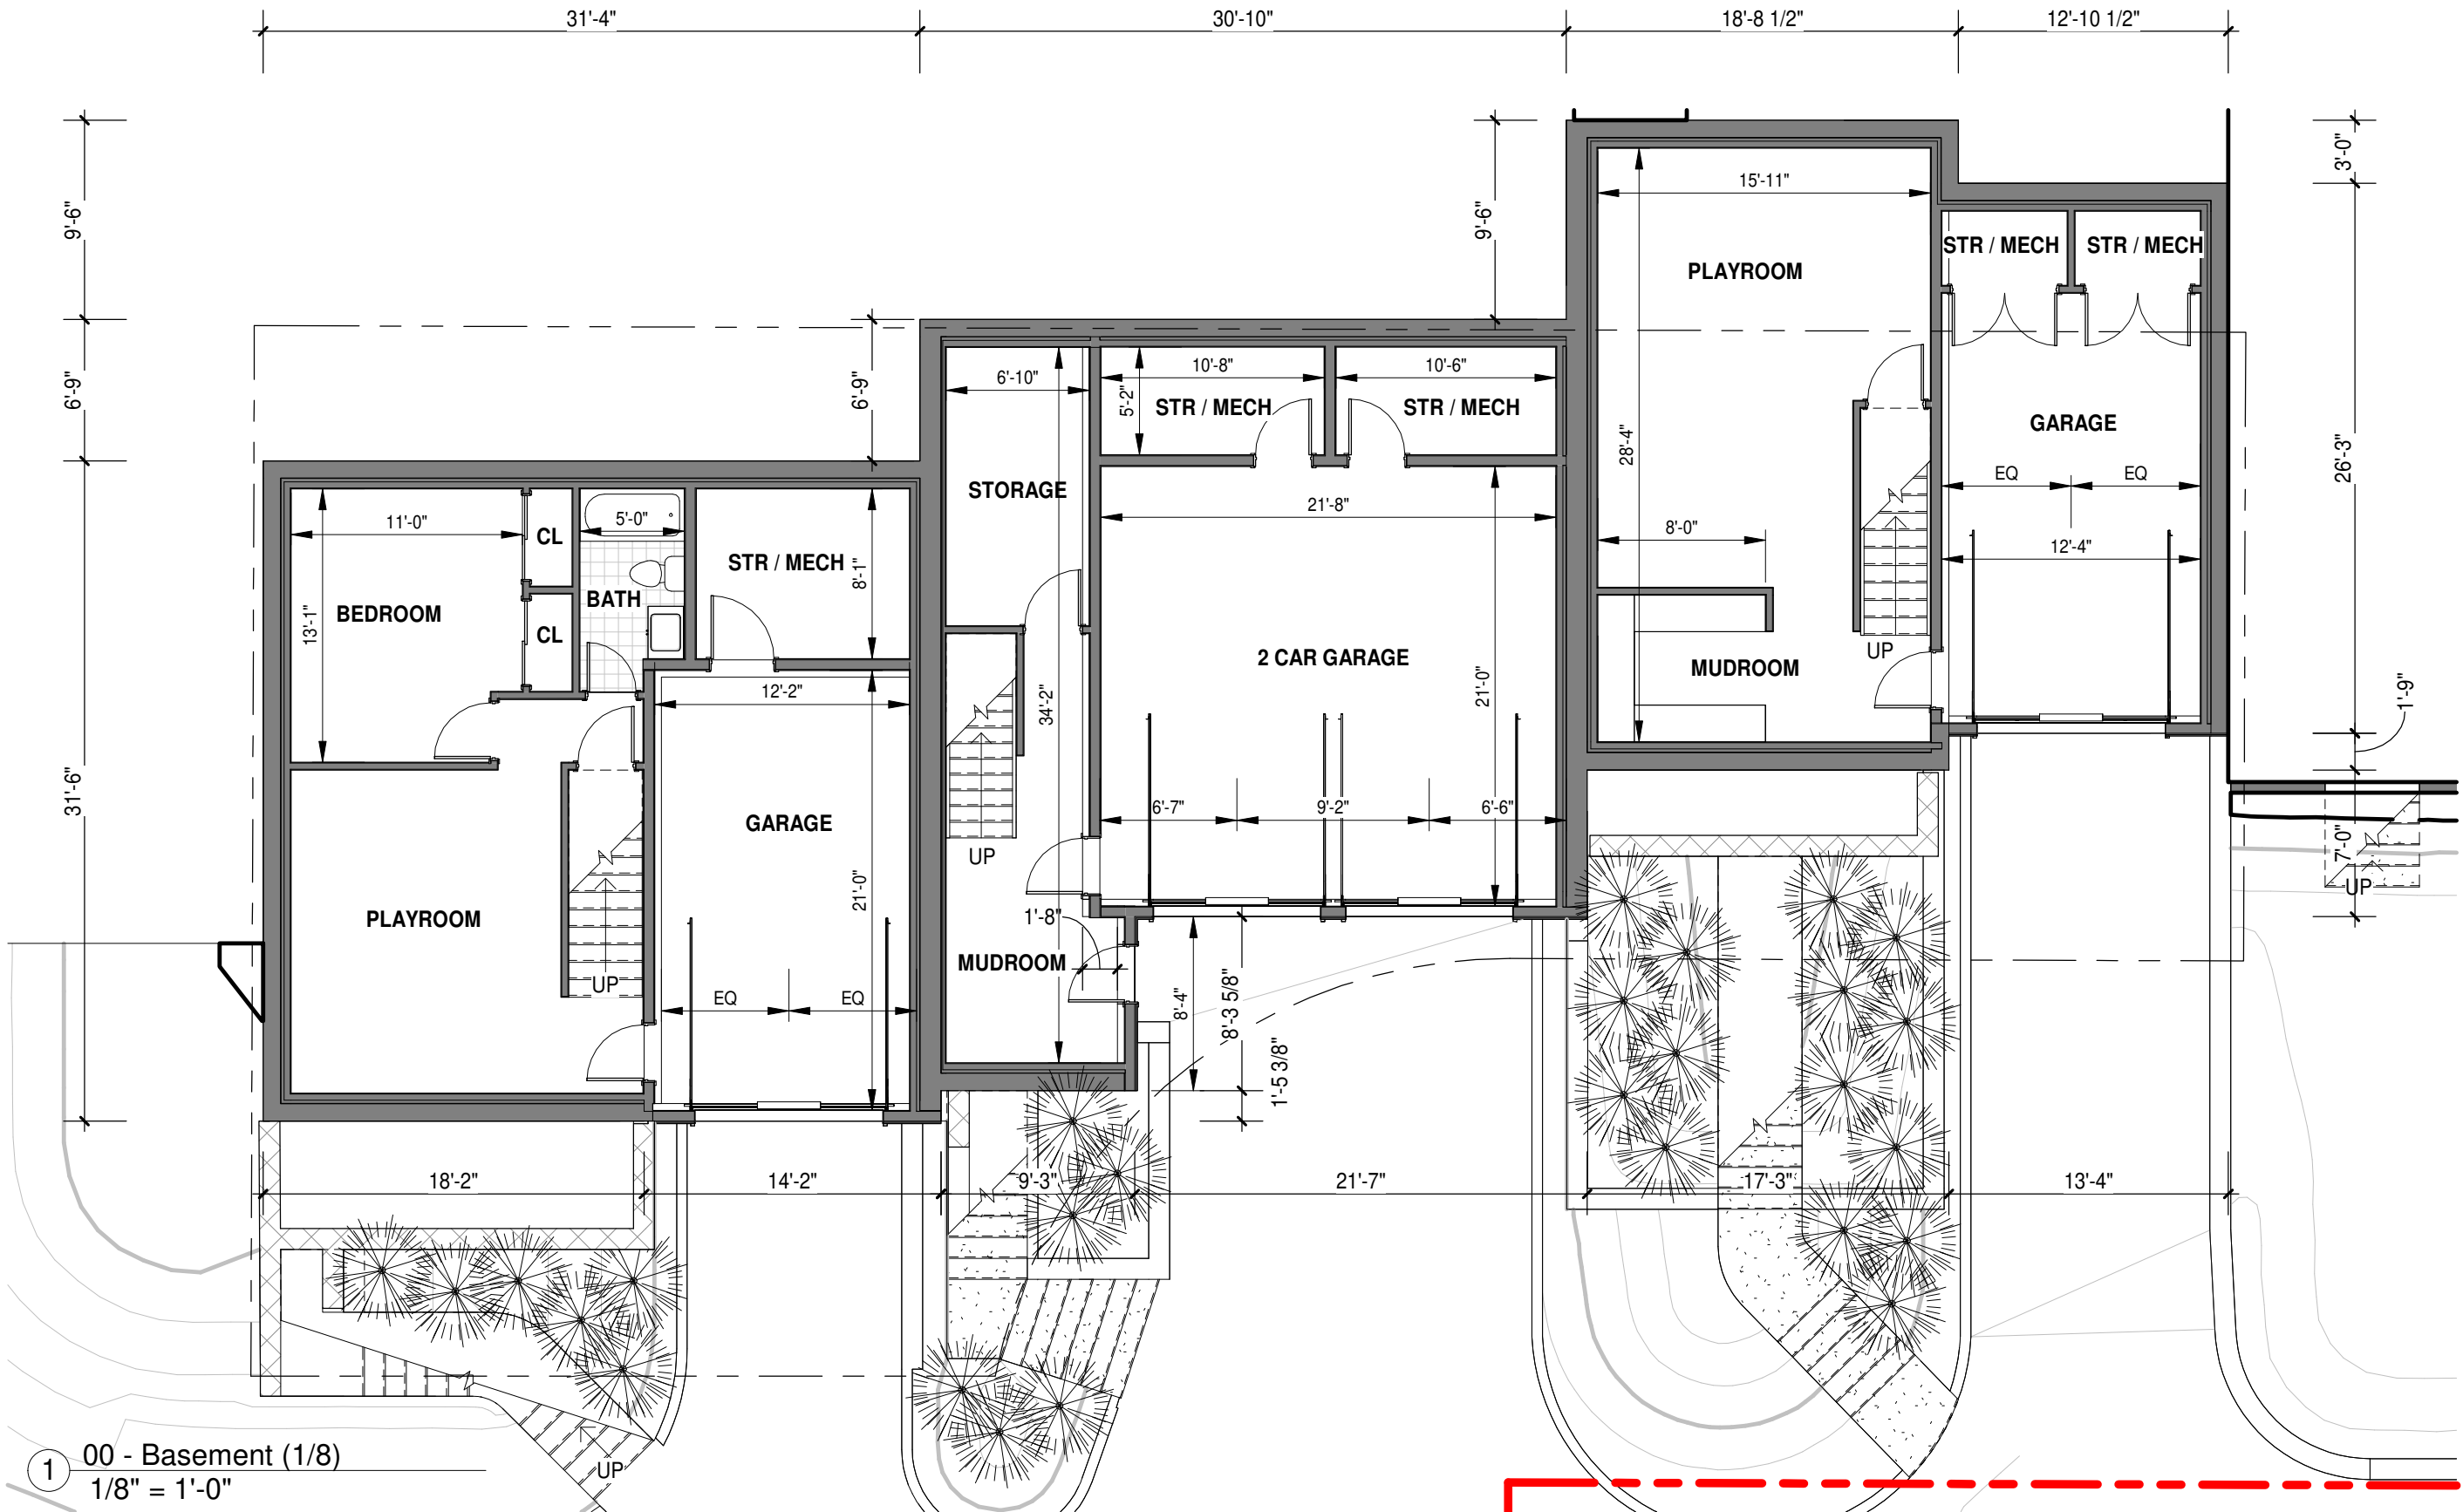 31'-4"
30'-10"
18'-8 1/2"
12'-10 1/2"
9'-6"
9'-6"
3'-0"
15'-11"
PLAYROOM
STR / MECH
STR / MECH
6'-9"
6'-9"
6'-10"
10'-8"
10'-6"
5'-2"
STR / MECH
STR / MECH
28'-4"
GARAGE
26'-3"
EQ
EQ
STORAGE
21'-8"
11'-0"
CL
5'-0"
STR / MECH
8'-1"
8'-0"
12'-4"
BEDROOM
13'-1"
BATH
CL
2 CAR GARAGE
21'-0"
UP
MUDROOM
12'-2"
34'-2"
1'-9"
31'-6"
GARAGE
6'-7"
9'-2"
6'-6"
UP
7'-0"
UP
21'-0"
PLAYROOM
1'-8"
MUDROOM
UP
EQ
EQ
8'-4"
8'-3 5/8"
1'-5 3/8"
18'-2"
14'-2"
9'-3"
21'-7"
17'-3"
13'-4"
UP
1
00 - Basement (1/8)
1/8" = 1'-0"